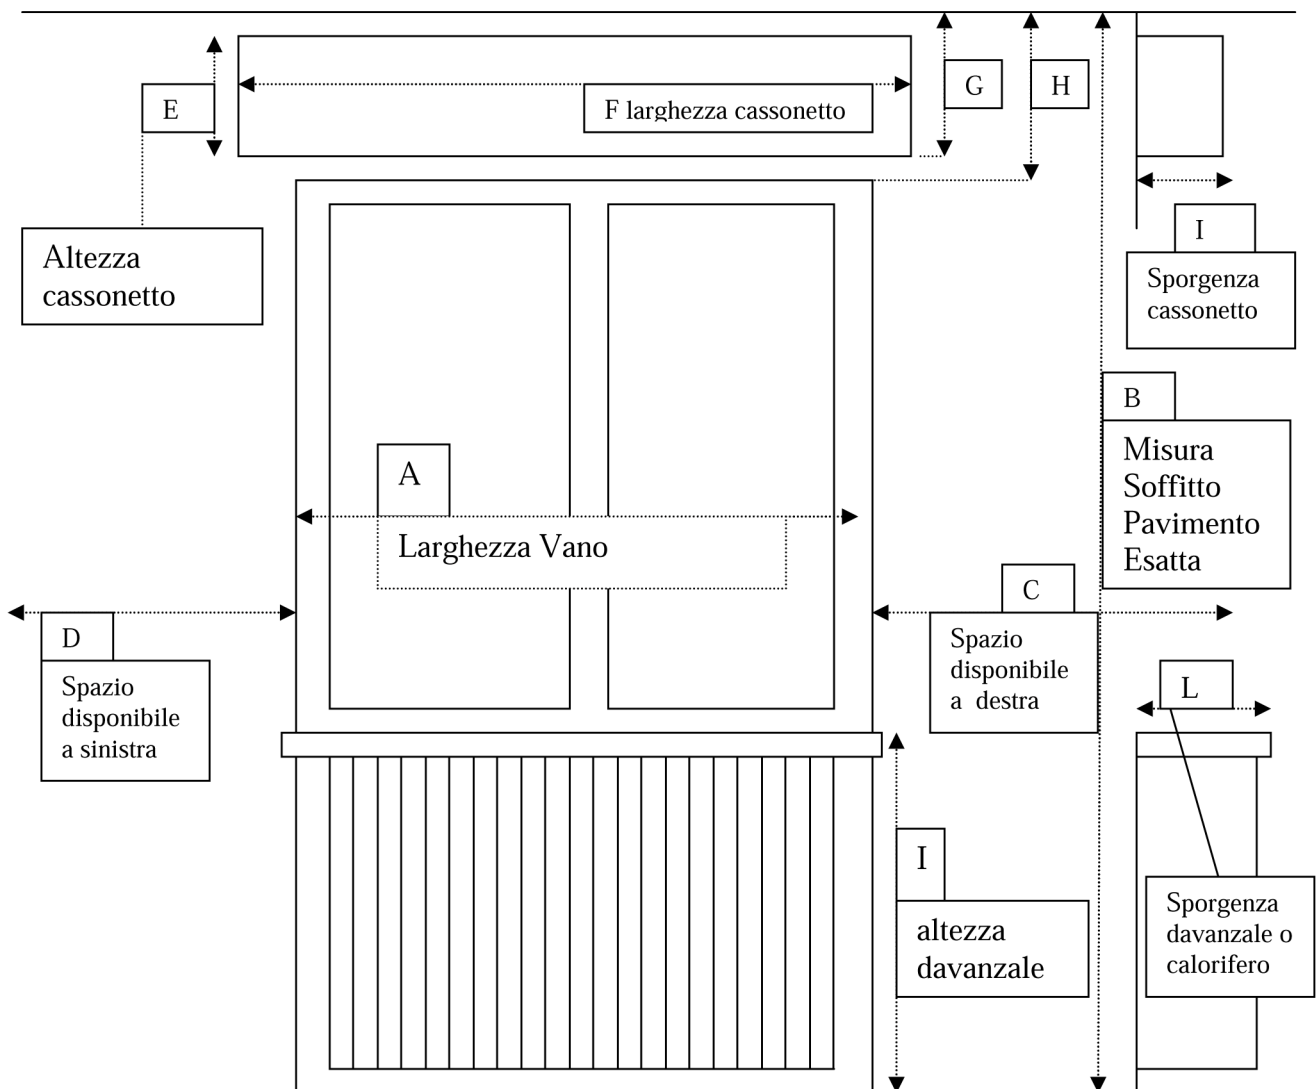 E
F larghezza cassonetto
G
H
Altezza
cassonetto
I
Sporgenza
cassonetto
B
Misura
Soffitto
Pavimento
Esatta
A
Larghezza Vano
C
Spazio
disponibile
a destra
D
Spazio
disponibile
a sinistra
L
I
altezza
davanzale
Sporgenza
davanzale o
calorifero